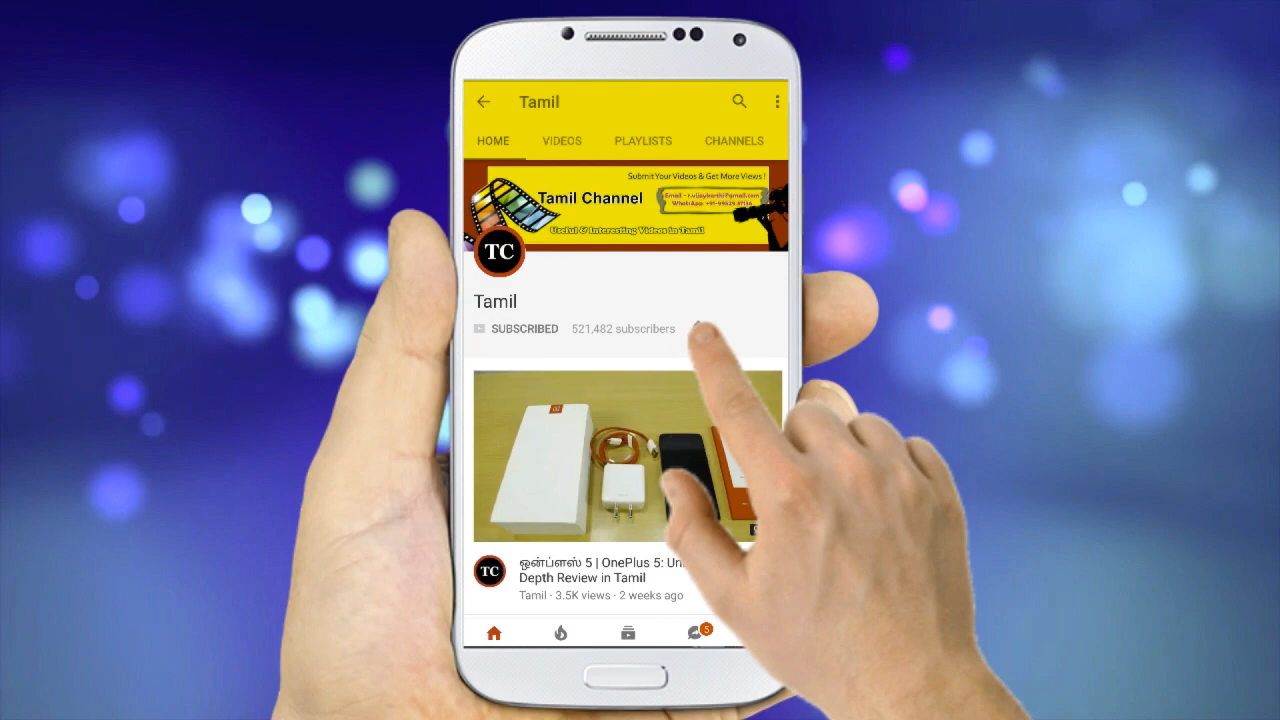 Tamil
HOME VIDEOS PLAYLISTS CHANNELS
Submit Your Videos & Get More Views !
Tamil Channel
WhatsApp
Useful & Interesting Videos in Tamil
TC
Tamil
SUBSCRIBED 521,482 subscribers
TC
ஒன்ப்ளஸ் 5 | OnePlus 5:
Depth Review in Tamil
Tamil · 3.5K views · 2 weeks ago
5